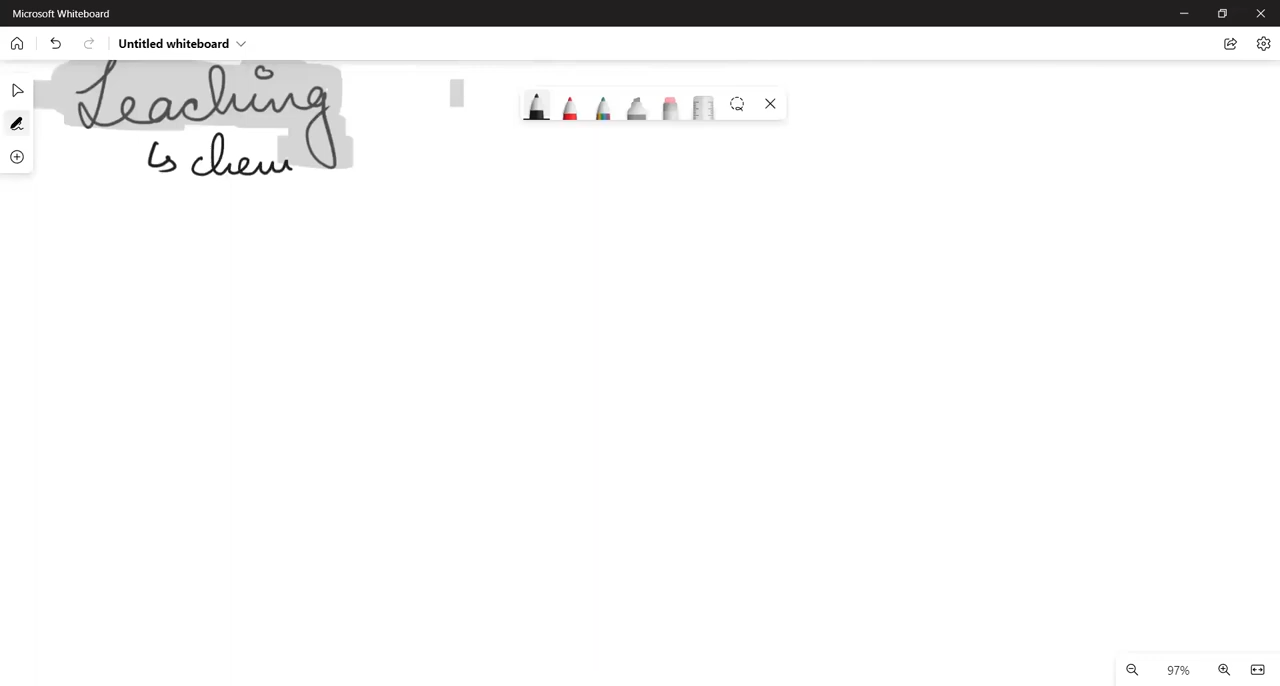 Microsoft Whiteboard
Untitled whiteboard
Leaching
↳ chem
97%